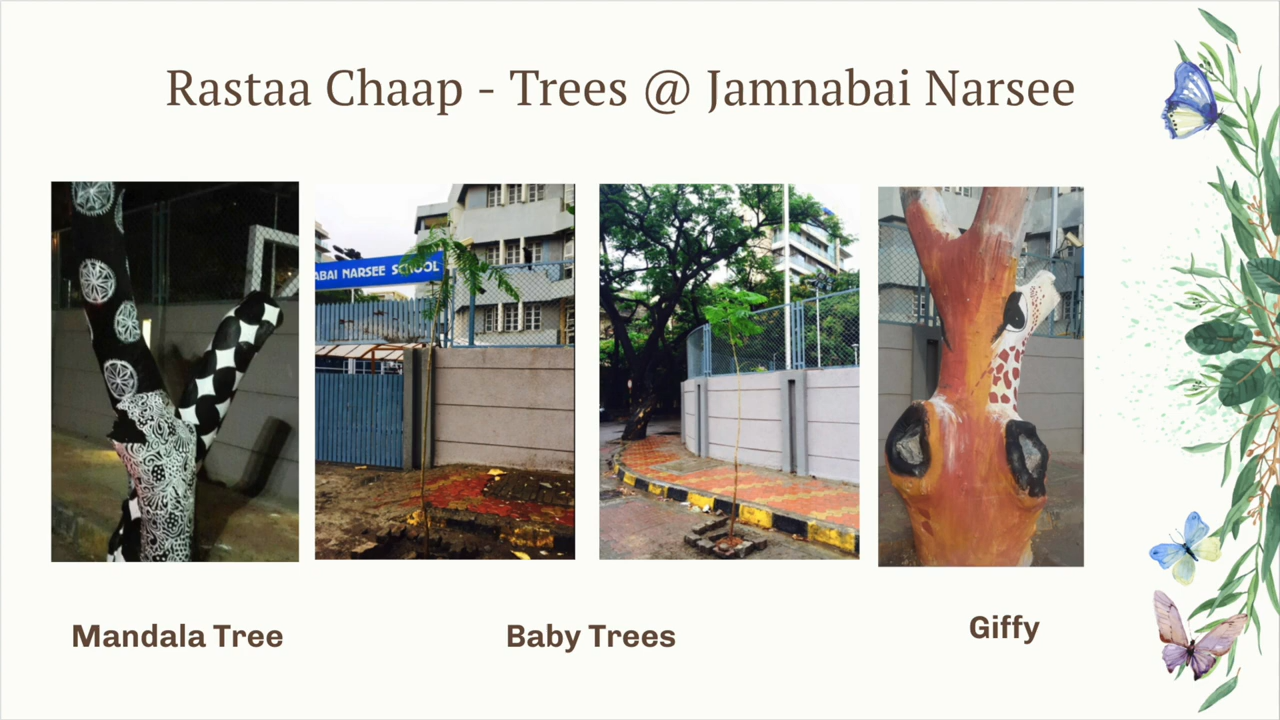 Rastaa Chaap - Trees @ Jamnabai Narsee
ABAI NARSEE SCHOOL
Mandala Tree
Baby Trees
Giffy